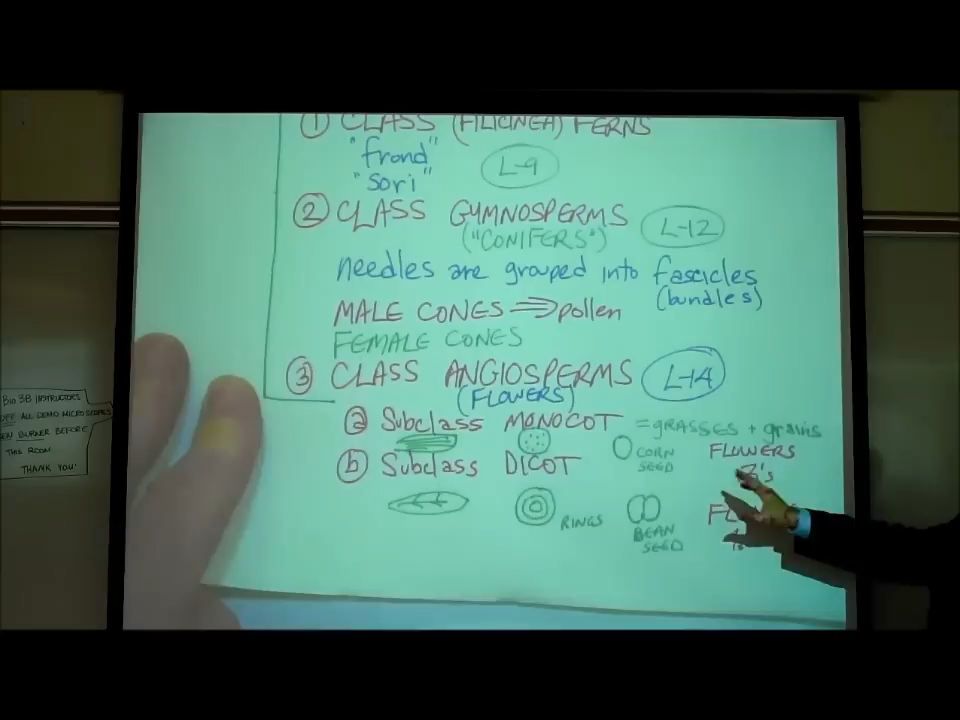 ① CLASS (FILICINEA) FERNS
"frond"
"sori"
L-9
② CLASS GYMNOSPERMS
("CONIFERS")
L-12
needles are grouped into fascicles
(bundles)
MALE CONES ⇒ pollen
FEMALE CONES
③ CLASS ANGIOSPERMS
(FLOWERS)
L-14
ⓐ Subclass MONOCOT = grasses + grains
CORN
SEED
FLOWERS
3's
ⓑ Subclass DICOT
RINGS
BEAN
SEED
BIO 3B INSTRUCTORS
ALL DEMO MICROSCOPES
BURNER BEFORE
THIS ROOM.
THANK YOU!